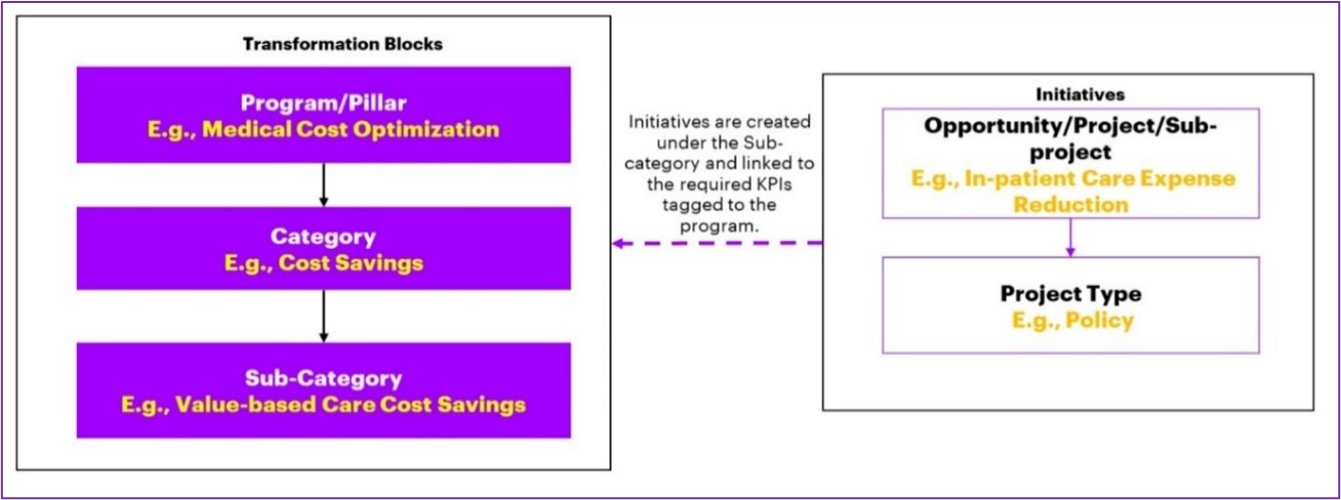 Transformation Blocks
Program/Pillar
E.g., Medical Cost Optimization
Category
E.g., Cost Savings
Sub-Category
E.g., Value-based Care Cost Savings
Initiatives are created
under the Sub-
category and linked to
the required KPIs
tagged to the
program.
Initiatives
Opportunity/Project/Sub-
project
E.g., In-patient Care Expense
Reduction
Project Type
E.g., Policy